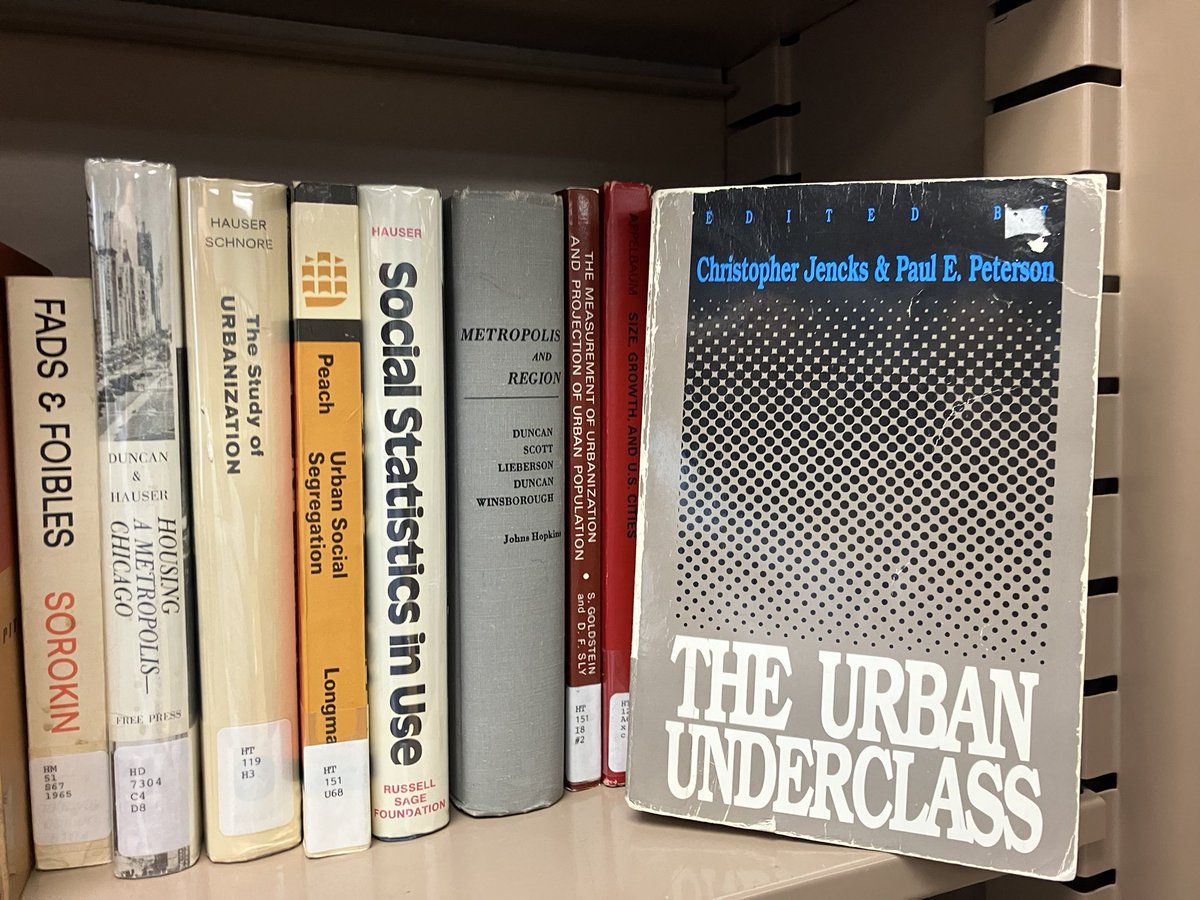 FADS & FOIBLES SOROKIN
HM
51
S67
1965
DUNCAN
&
HAUSER
HOUSING
A METROPOLIS—
CHICAGO
FREE PRESS
HD
7304
C4
D8
HAUSER
SCHNORE
The Study of
URBANIZATION
HT
119
H3
Peach
Urban Social
Segregation
Longma
HT
151
U68
HAUSER
Social Statistics in Use
RUSSELL
SAGE
FOUNDATION
METROPOLIS
AND
REGION
DUNCAN
SCOTT
LIEBERSON
DUNCAN
WINSBOROUGH
Johns Hopkins
THE MEASUREMENT OF URBANIZATION
AND PROJECTION OF URBAN POPULATION • S. GOLDSTEIN
and D. F. SLY
HT
151
I8
#2
APPELBAUM SIZE, GROWTH, AND U.S. CITIES
EDITED BY
Christopher Jencks & Paul E. Peterson
THE URBAN
UNDERCLASS